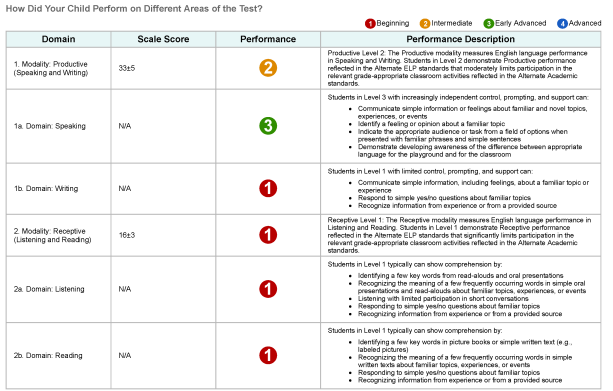 How Did Your Child Perform on Different Areas of the Test?
1 Beginning 2 Intermediate 3 Early Advanced 4 Advanced
Domain Scale Score Performance Performance Description
1. Modality: Productive
(Speaking and Writing)
33±5
2
Productive Level 2: The Productive modality measures English language performance
in Speaking and Writing. Students in Level 2 demonstrate Productive performance
reflected in the Alternate ELP standards that moderately limits participation in the
relevant grade-appropriate classroom activities reflected in the Alternate Academic
standards.
1a. Domain: Speaking
N/A
3
Students in Level 3 with increasingly independent control, prompting, and support can:
• Communicate simple information or feelings about familiar and novel topics,
experiences, or events
• Identify a feeling or opinion about a familiar topic
• Indicate the appropriate audience or task from a field of options when
presented with familiar phrases and simple sentences
• Demonstrate developing awareness of the difference between appropriate
language for the playground and for the classroom
1b. Domain: Writing
N/A
1
Students in Level 1 with limited control, prompting, and support can:
• Communicate simple information, including feelings, about a familiar topic or
experience
• Respond to simple yes/no questions about familiar topics
• Recognize information from experience or from a provided source
2. Modality: Receptive
(Listening and Reading)
16±3
1
Receptive Level 1: The Receptive modality measures English language performance in
Listening and Reading. Students in Level 1 demonstrate Receptive performance
reflected in the Alternate ELP standards that significantly limits participation in the
relevant grade-appropriate classroom activities reflected in the Alternate Academic
standards.
2a. Domain: Listening
N/A
1
Students in Level 1 typically can show comprehension by:
• Identifying a few key words from read-alouds and oral presentations
• Recognizing the meaning of a few frequently occurring words in simple oral
presentations and read-alouds about familiar topics, experiences, or events
• Listening with limited participation in short conversations
• Responding to simple yes/no questions about familiar topics
• Recognizing information from experience or from a provided source
2b. Domain: Reading
N/A
1
Students in Level 1 typically can show comprehension by:
• Identifying a few key words in picture books or simple written text (e.g.,
labeled pictures)
• Recognizing the meaning of a few frequently occurring words in simple
written texts about familiar topics, experiences, or events
• Responding to simple yes/no questions about familiar topics
• Recognizing information from experience or from a provided source